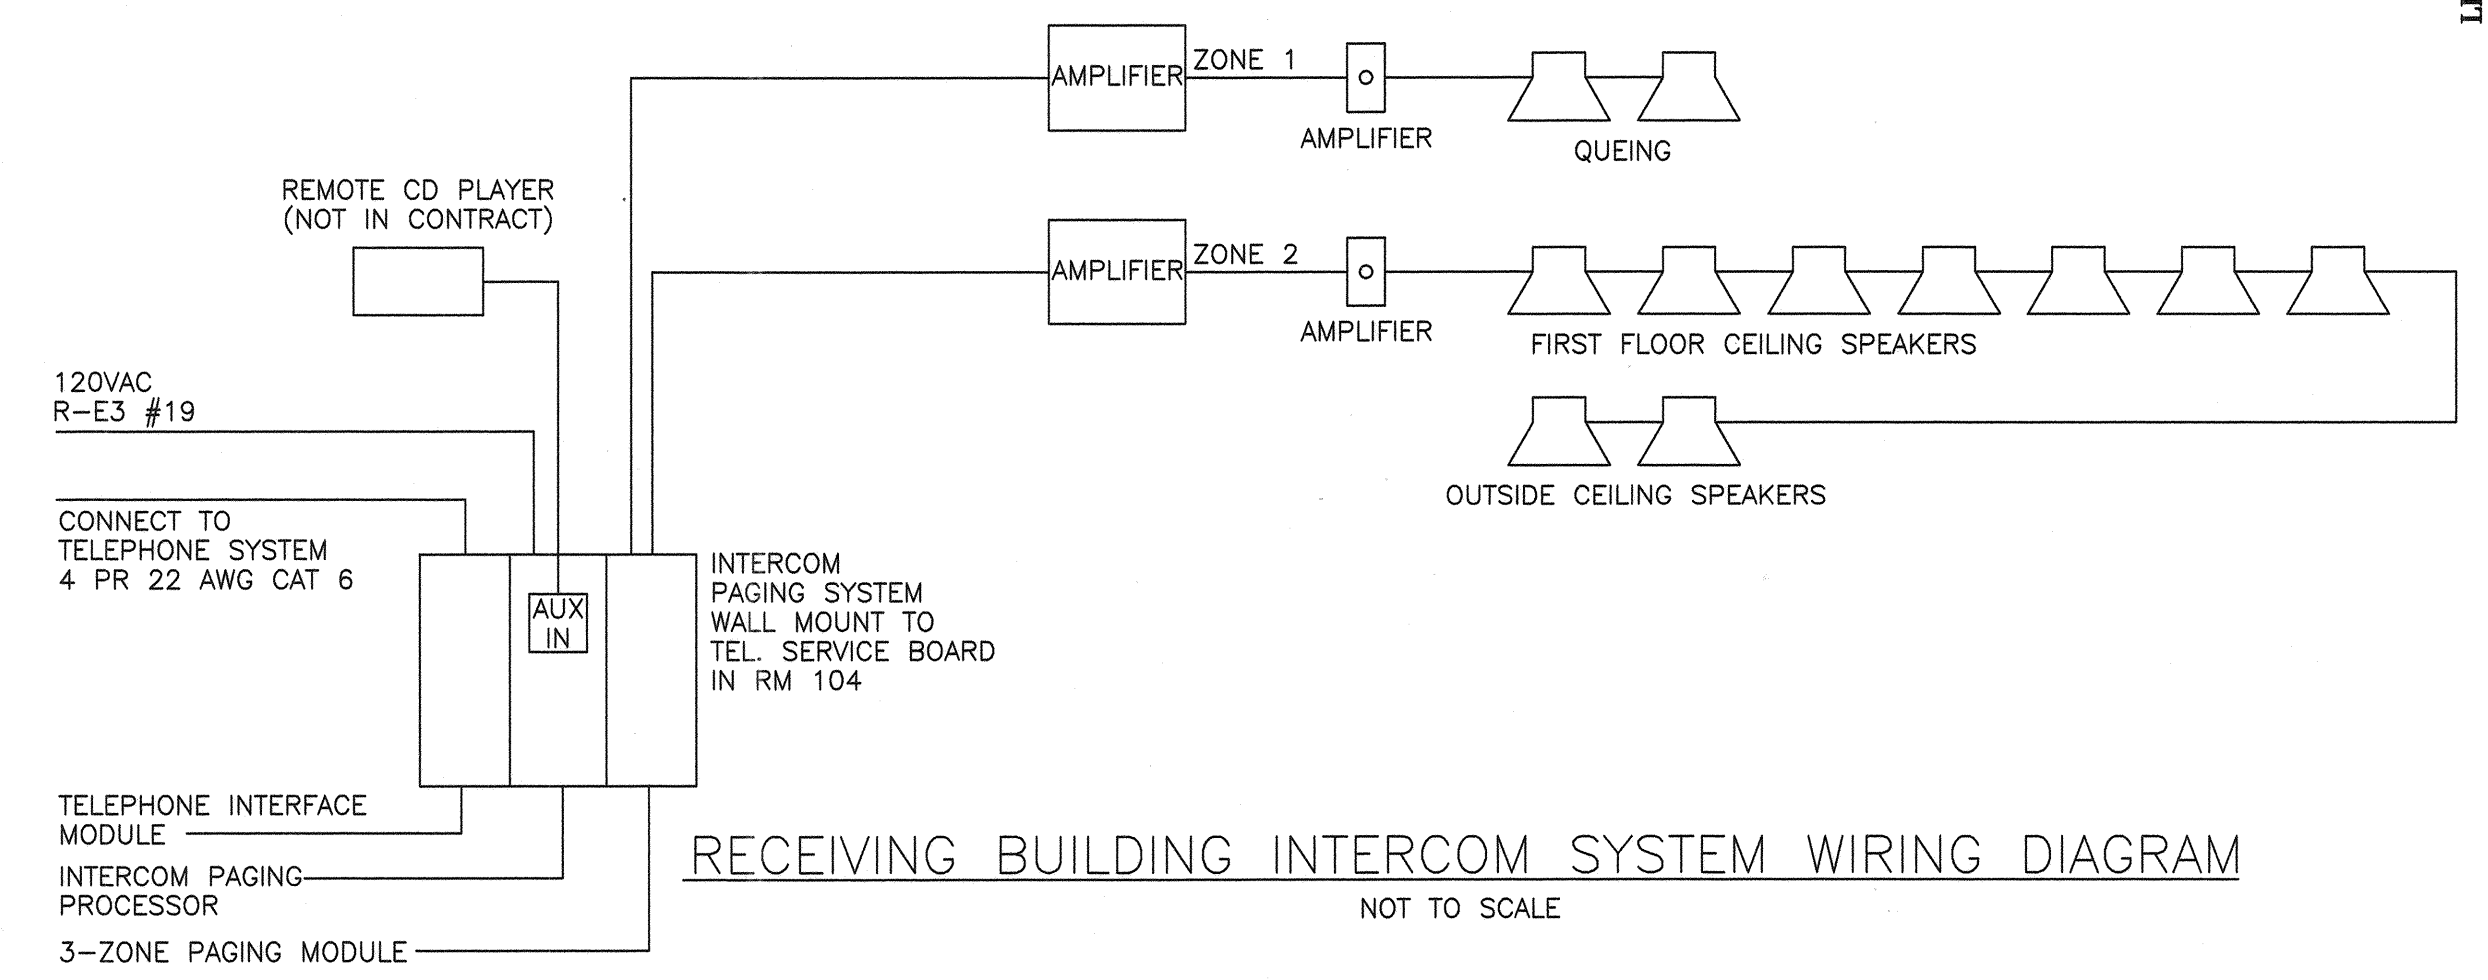 AMPLIFIER
ZONE 1
AMPLIFIER
QUEING
REMOTE CD PLAYER
(NOT IN CONTRACT)
AMPLIFIER
ZONE 2
AMPLIFIER
FIRST FLOOR CEILING SPEAKERS
120VAC
R-E3 #19
OUTSIDE CEILING SPEAKERS
CONNECT TO
TELEPHONE SYSTEM
4 PR 22 AWG CAT 6
AUX
IN
INTERCOM
PAGING SYSTEM
WALL MOUNT TO
TEL. SERVICE BOARD
IN RM 104
TELEPHONE INTERFACE
MODULE
INTERCOM PAGING
PROCESSOR
3-ZONE PAGING MODULE
RECEIVING BUILDING INTERCOM SYSTEM WIRING DIAGRAM
NOT TO SCALE